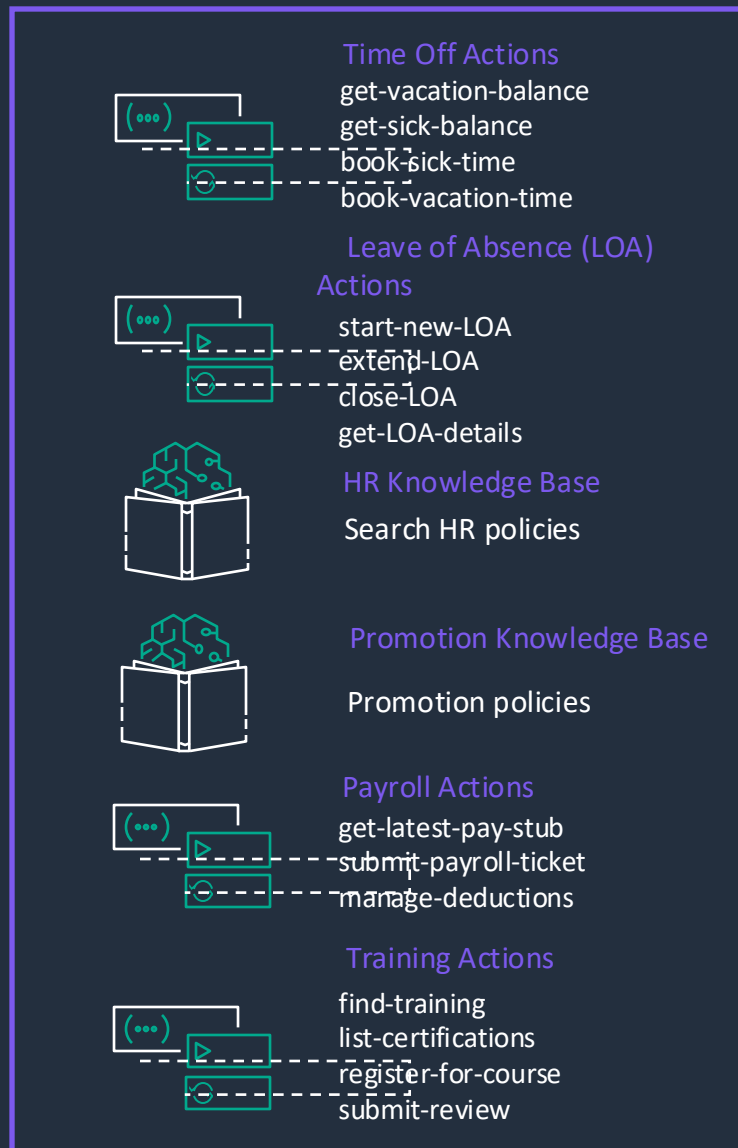 Time Off Actions
get-vacation-balance
get-sick-balance
book-sick-time
book-vacation-time
Leave of Absence (LOA)
Actions
start-new-LOA
extend-LOA
close-LOA
get-LOA-details
HR Knowledge Base
Search HR policies
Promotion Knowledge Base
Promotion policies
Payroll Actions
get-latest-pay-stub
submit-payroll-ticket
manage-deductions
Training Actions
find-training
list-certifications
register-for-course
submit-review